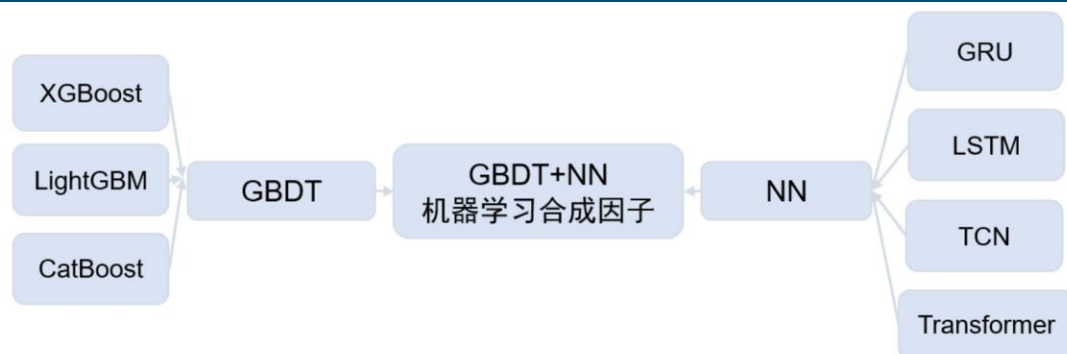 XGBoost
LightGBM
CatBoost
GBDT
GBDT+NN
机器学习合成因子
NN
GRU
LSTM
TCN
Transformer